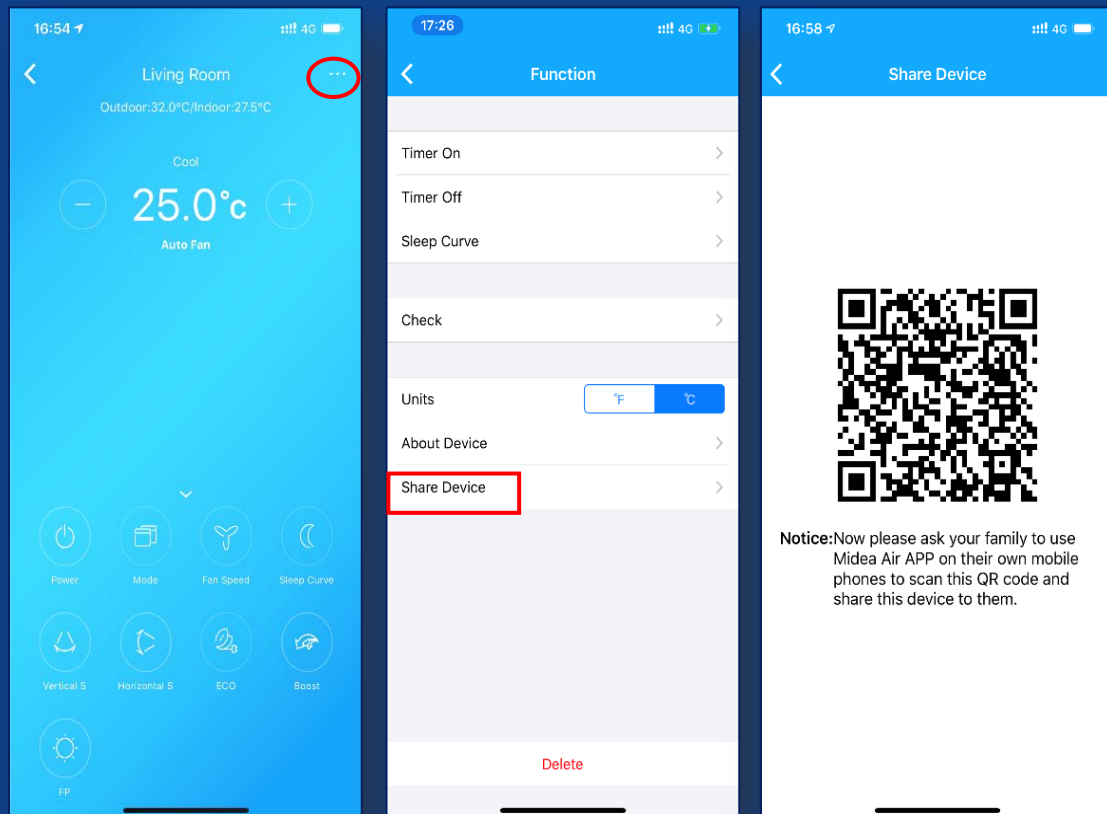 16:54
4G
Living Room
...
Outdoor:32.0°C/Indoor:27.5°C
Cool
− 25.0°c +
Auto Fan
Power Mode Fan Speed Sleep Curve
Vertical S Horizontal S ECO Boost
FP
17:26
4G
Function
Timer On
Timer Off
Sleep Curve
Check
Units °F °C
About Device
Share Device
Delete
16:58
4G
Share Device
Notice:Now please ask your family to use
Midea Air APP on their own mobile
phones to scan this QR code and
share this device to them.